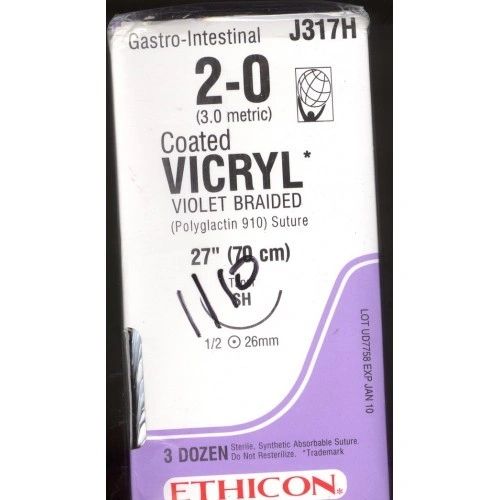 Gastro-Intestinal J317H
2-0
(3.0 metric)
Coated
VICRYL*
VIOLET BRAIDED
(Polyglactin 910) Suture
27" (70 cm)
1/10
SH
1/2 26mm
LOT UD7758 EXP JAN 10
3 DOZEN Sterile, Synthetic Absorbable Suture.
Do Not Resterilize. *Trademark
ETHICON*